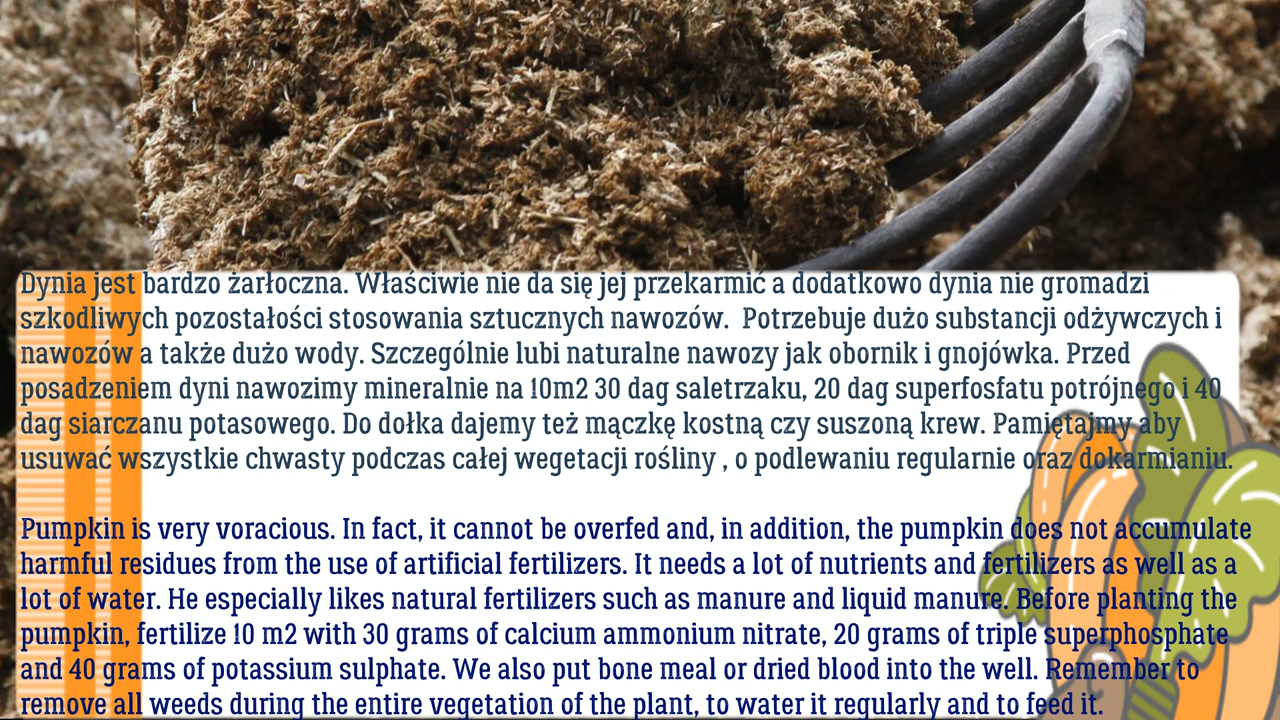 Dynia jest bardzo żarłoczna. Właściwie nie da się jej przekarmić a dodatkowo dynia nie gromadzi
szkodliwych pozostałości stosowania sztucznych nawozów.  Potrzebuje dużo substancji odżywczych i
nawozów a także dużo wody. Szczególnie lubi naturalne nawozy jak obornik i gnojówka. Przed
posadzeniem dyni nawozimy mineralnie na 10m2 30 dag saletrzaku, 20 dag superfosfatu potrójnego i 40
dag siarczanu potasowego. Do dołka dajemy też mączkę kostną czy suszoną krew. Pamiętajmy aby
usuwać wszystkie chwasty podczas całej wegetacji rośliny , o podlewaniu regularnie oraz dokarmianiu.
Pumpkin is very voracious. In fact, it cannot be overfed and, in addition, the pumpkin does not accumulate
harmful residues from the use of artificial fertilizers. It needs a lot of nutrients and fertilizers as well as a
lot of water. He especially likes natural fertilizers such as manure and liquid manure. Before planting the
pumpkin, fertilize 10 m2 with 30 grams of calcium ammonium nitrate, 20 grams of triple superphosphate
and 40 grams of potassium sulphate. We also put bone meal or dried blood into the well. Remember to
remove all weeds during the entire vegetation of the plant, to water it regularly and to feed it.